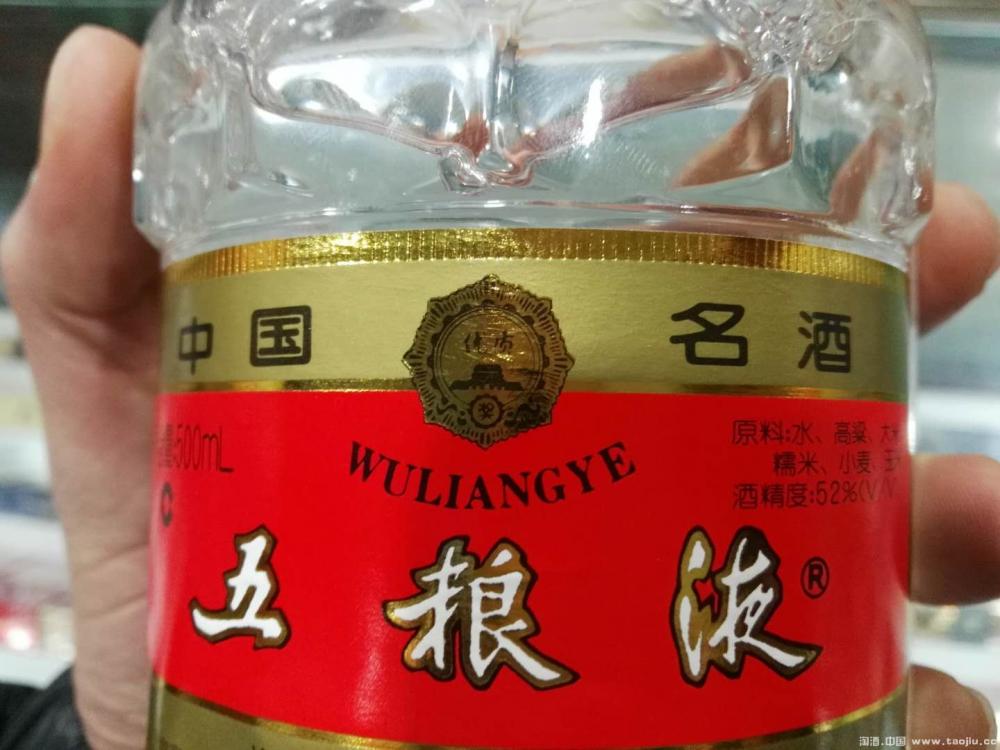 中国 名酒
500mL
WULIANGYE
原料:水、高粱、大
糯米、小麦、玉
酒精度:52%(V/V
五粮液®
淘酒.中国 www.taojiu.cc